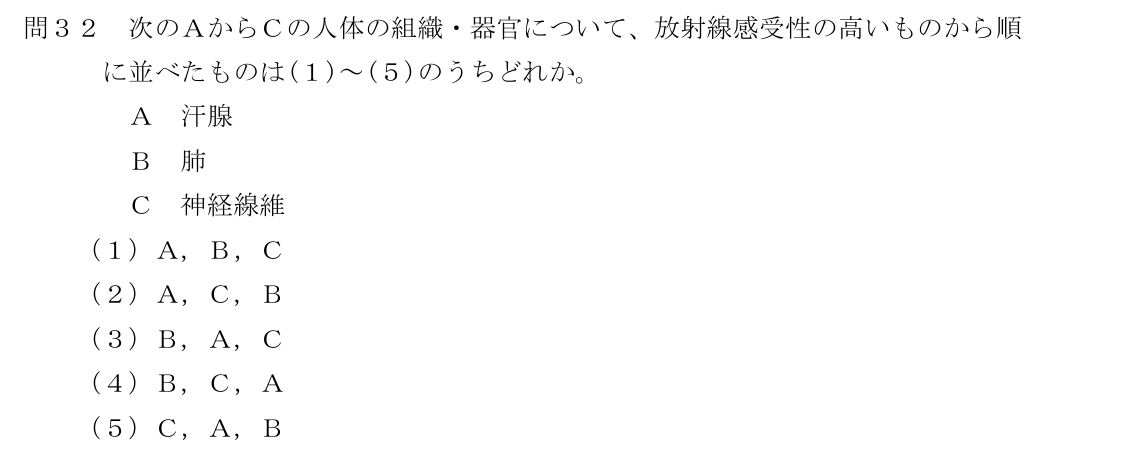 問３２　次のＡからＣの人体の組織・器官について、放射線感受性の高いものから順
に並べたものは(１)～(５)のうちどれか。
Ａ　汗腺
Ｂ　肺
Ｃ　神経線維
(１) Ａ，Ｂ，Ｃ
(２) Ａ，Ｃ，Ｂ
(３) Ｂ，Ａ，Ｃ
(４) Ｂ，Ｃ，Ａ
(５) Ｃ，Ａ，Ｂ